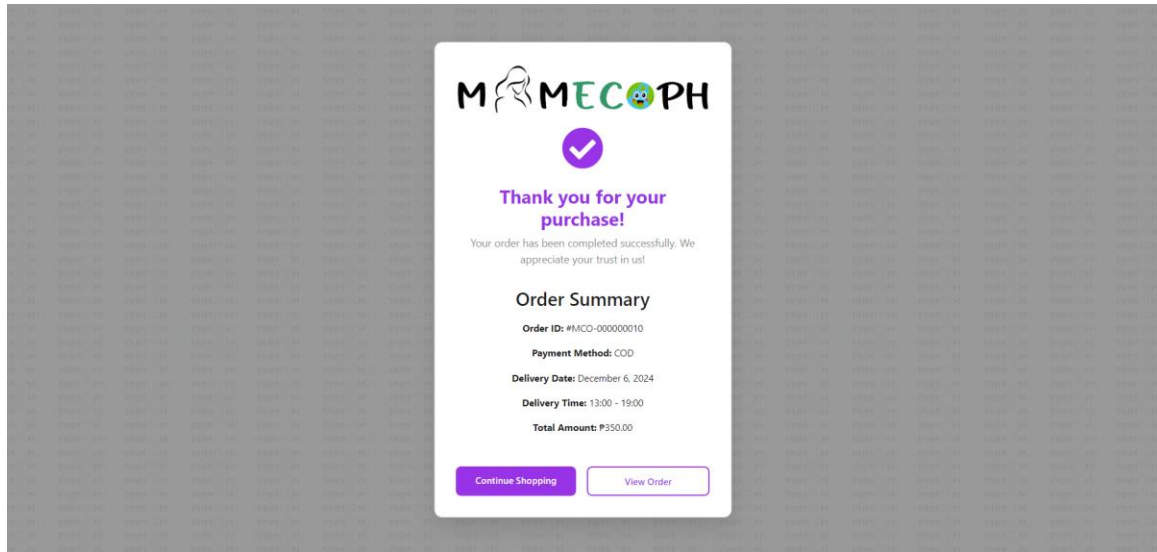 MOMECOPH
Thank you for your
purchase!
Your order has been completed successfully. We
appreciate your trust in us!
Order Summary
Order ID: #MCO-000000010
Payment Method: COD
Delivery Date: December 6, 2024
Delivery Time: 13:00 - 19:00
Total Amount: ₱350.00
Continue Shopping
View Order